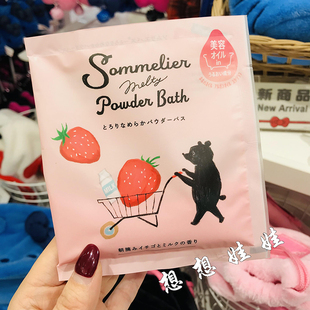 Sommelier
melty
Powder Bath
とろりなめらかパウダーバス
美容
オイルin
新商品
New Arrival
朝摘みイチゴとミルクの香り
想想娃娃